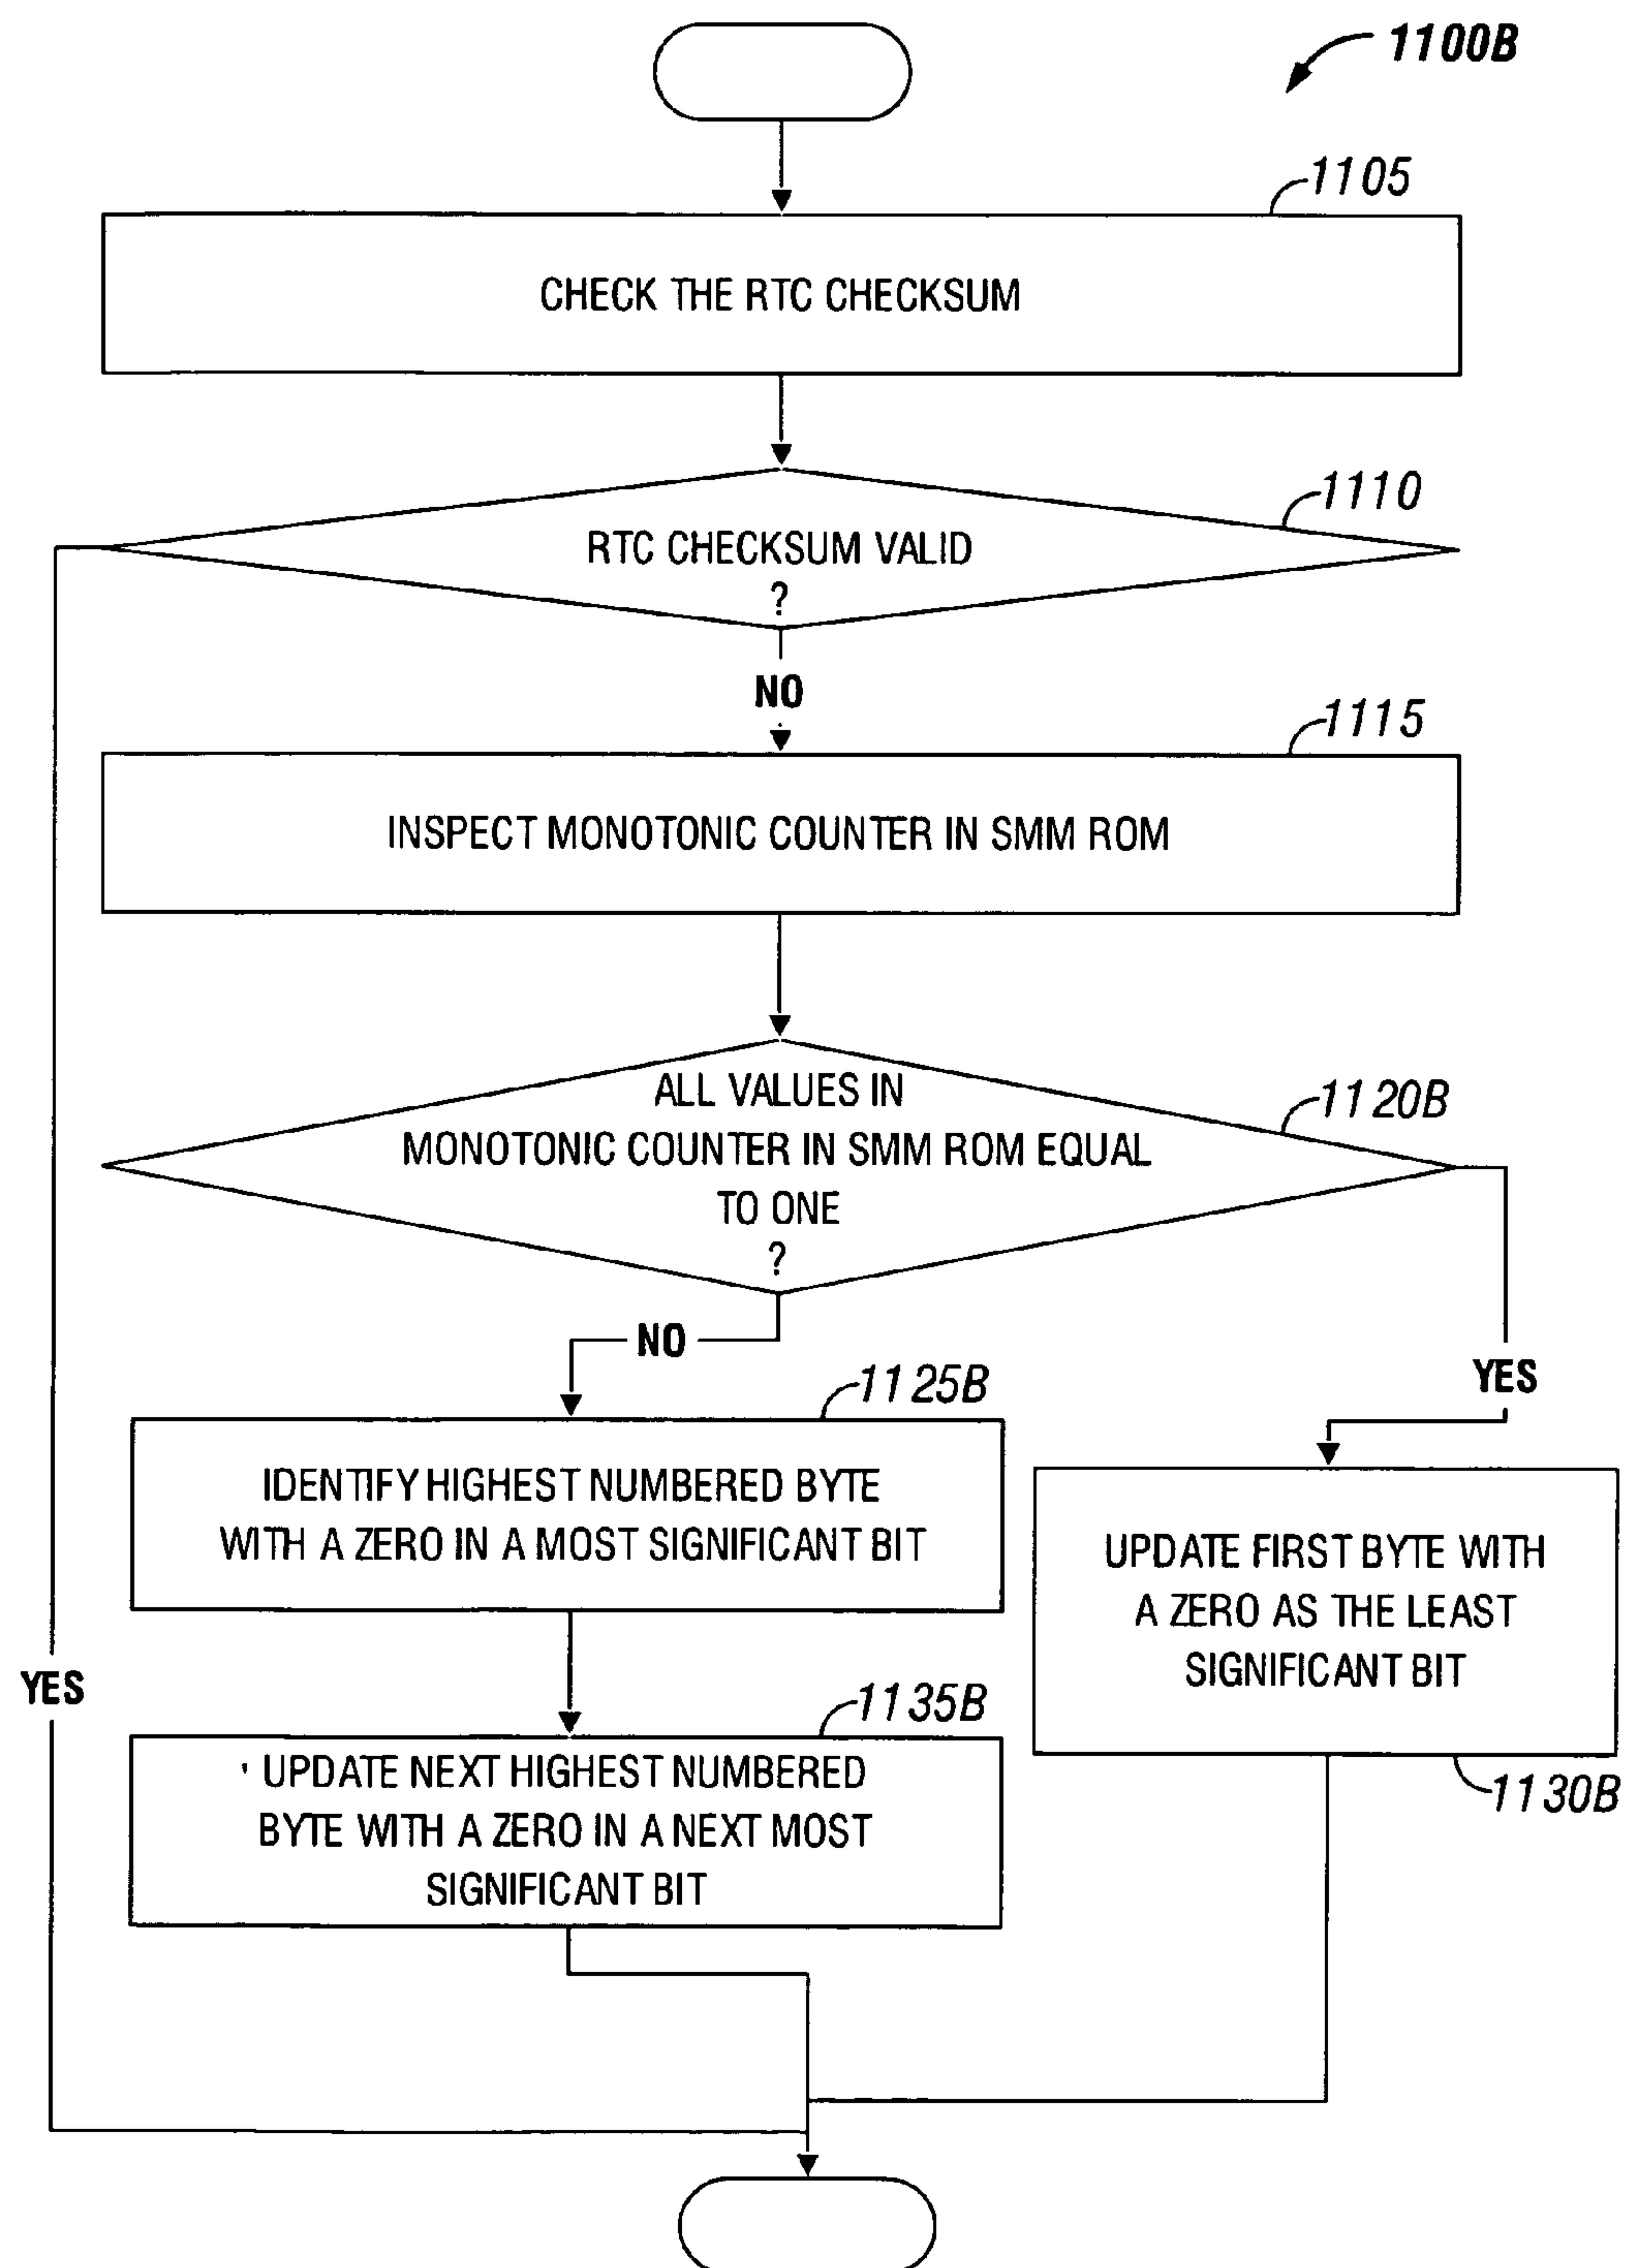 1100B
1105
CHECK THE RTC CHECKSUM
1110
RTC CHECKSUM VALID
?
NO
1115
INSPECT MONOTONIC COUNTER IN SMM ROM
1120B
ALL VALUES IN
MONOTONIC COUNTER IN SMM ROM EQUAL
TO ONE
?
NO
YES
1125B
IDENTIFY HIGHEST NUMBERED BYTE
WITH A ZERO IN A MOST SIGNIFICANT BIT
UPDATE FIRST BYTE WITH
A ZERO AS THE LEAST
SIGNIFICANT BIT
1130B
YES
1135B
UPDATE NEXT HIGHEST NUMBERED
BYTE WITH A ZERO IN A NEXT MOST
SIGNIFICANT BIT